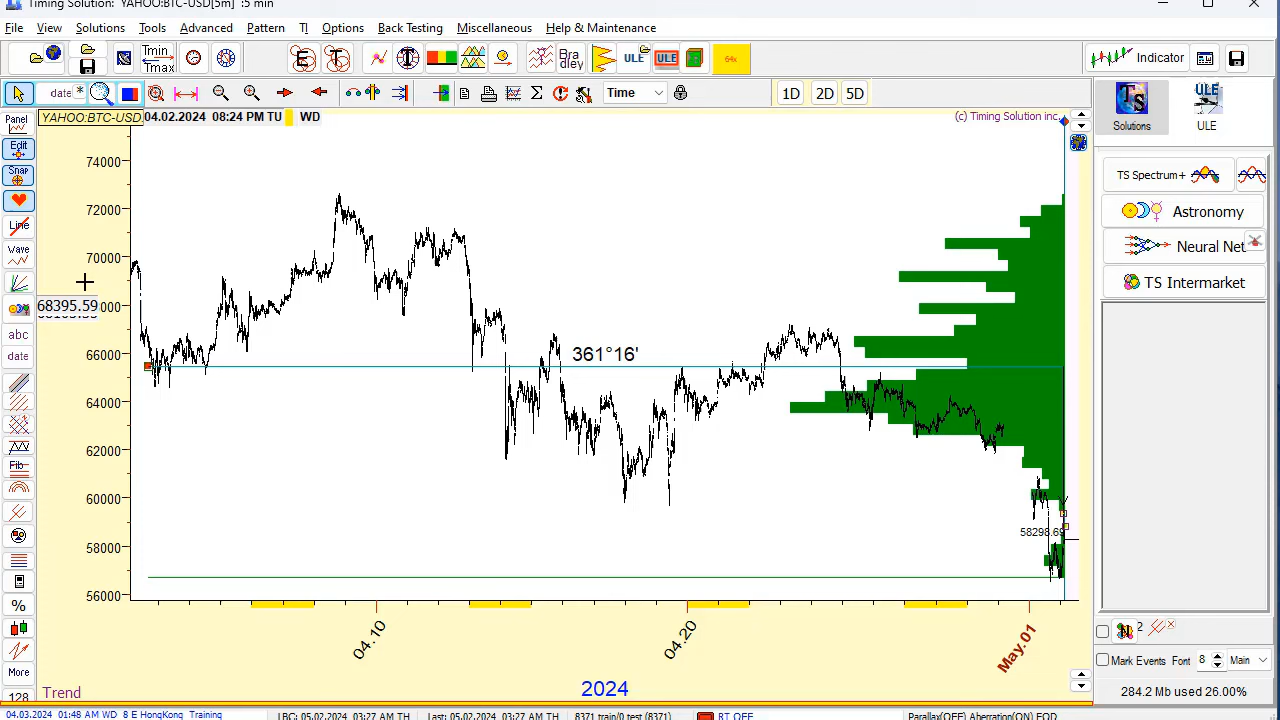 Timing Solution: YAHOO:BTC-USD[5m] :5 min
File View Solutions Tools Advanced Pattern TI Options Back Testing Miscellaneous Help & Maintenance
Tmin
Tmax
E T Bra
dlev ULE ULE 64x Indicator
date * Time 1D 2D 5D
Solutions ULE
Panel YAHOO:BTC-USD 04.02.2024 08:24 PM TU WD (c) Timing Solution inc.
Edit
Snap
Line
Wave
abc
date
Fib
%
More
128
TS Spectrum+
Astronomy
Neural Net
TS Intermarket
74000
72000
70000
68395.59
66000
64000
62000
60000
58000
56000
361°16'
58298.69
04.10 04.20 May.01
2024
Trend
N 2
Mark Events Font 8 Main
284.2 Mb used 26.00%
04.03.2024 01:48 AM WD 8 E HongKong Training LBC: 05.02.2024 03:27 AM TH Last: 05.02.2024 03:27 AM TH 8371 train/0 test (8371) RT OFF Parallax(OFF) Aberration(ON) EQD